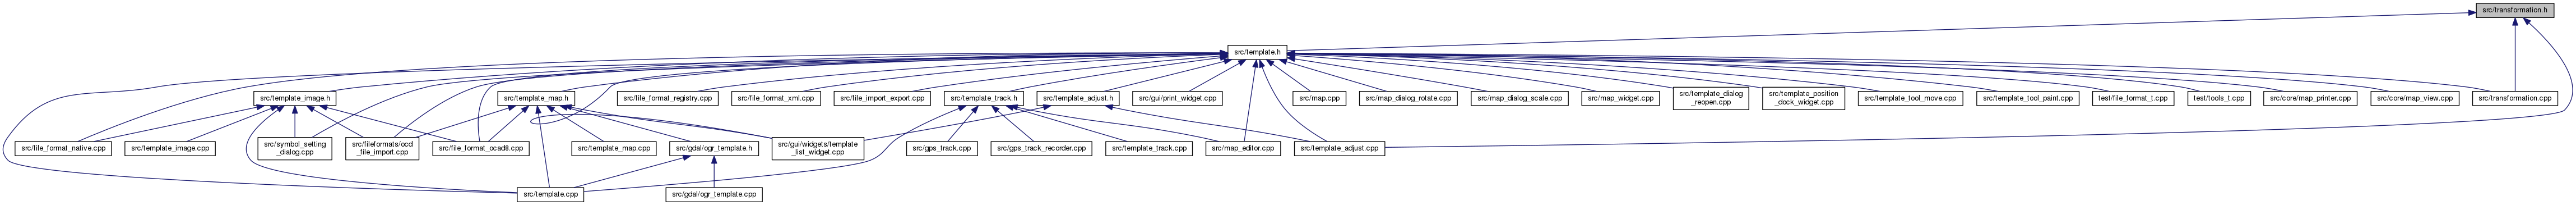 src/transformation.h
src/template.h
src/template_image.h
src/template_map.h
src/file_format_registry.cpp
src/file_format_xml.cpp
src/file_import_export.cpp
src/template_track.h
src/template_adjust.h
src/gui/print_widget.cpp
src/map.cpp
src/map_dialog_rotate.cpp
src/map_dialog_scale.cpp
src/map_widget.cpp
src/template_dialog
_reopen.cpp
src/template_position
_dock_widget.cpp
src/template_tool_move.cpp
src/template_tool_paint.cpp
test/file_format_t.cpp
test/tools_t.cpp
src/core/map_printer.cpp
src/core/map_view.cpp
src/transformation.cpp
src/file_format_native.cpp
src/template_image.cpp
src/symbol_setting
_dialog.cpp
src/fileformats/ocd
_file_import.cpp
src/file_format_ocad8.cpp
src/template_map.cpp
src/gdal/ogr_template.h
src/gui/widgets/template
_list_widget.cpp
src/gps_track.cpp
src/gps_track_recorder.cpp
src/template_track.cpp
src/map_editor.cpp
src/template_adjust.cpp
src/template.cpp
src/gdal/ogr_template.cpp